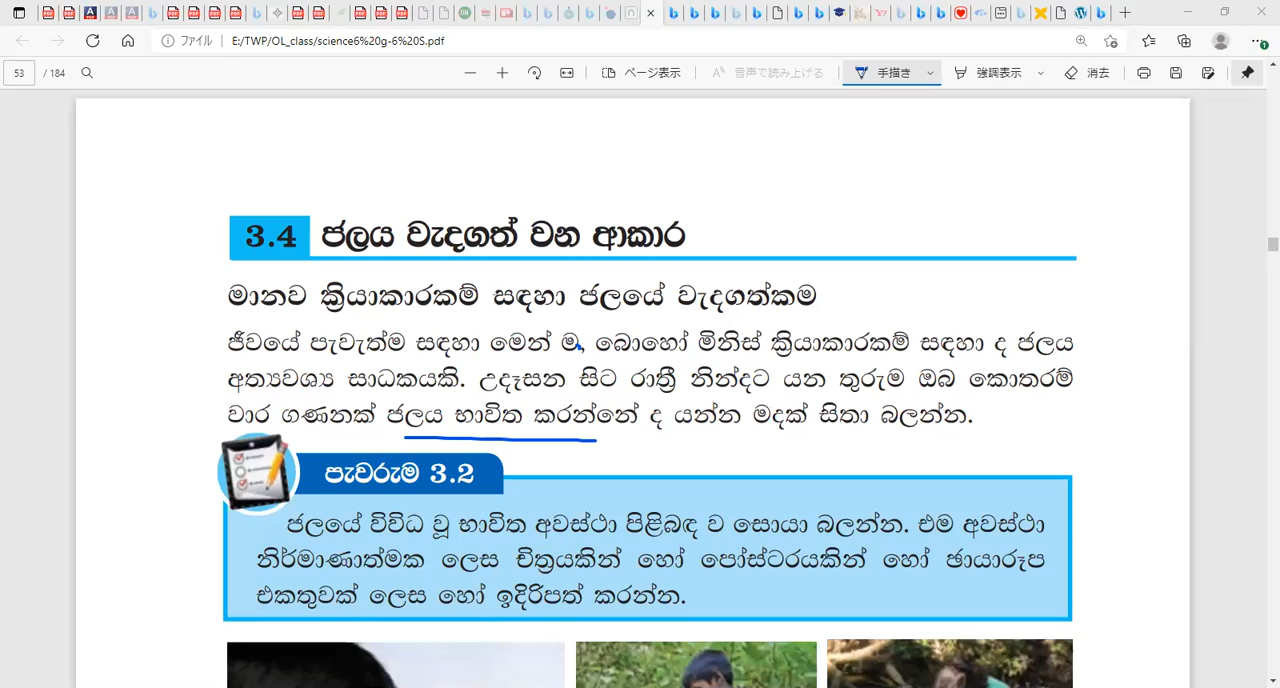 ファイル E:/TWP/OL_class/science6%20g-6%20S.pdf
53 / 184 ページ表示 音声で読み上げる 手描き 強調表示 消去
3.4 ජලය වැදගත් වන ආකාර
මානව ක්‍රියාකාරකම් සඳහා ජලයේ වැදගත්කම
ජීවයේ පැවැත්ම සඳහා මෙන් ම, බොහෝ මිනිස් ක්‍රියාකාරකම් සඳහා ද ජලය
අත්‍යවශ්‍ය සාධකයකි. උදෑසන සිට රාත්‍රී නින්දට යන තුරුම ඔබ කොතරම්
වාර ගණනක් ජලය භාවිත කරන්නේ ද යන්න මදක් සිතා බලන්න.
පැවරුම 3.2
ජලයේ විවිධ වූ භාවිත අවස්ථා පිළිබඳ ව සොයා බලන්න. එම අවස්ථා
නිර්මාණාත්මක ලෙස චිත්‍රයකින් හෝ පෝස්ටරයකින් හෝ ඡායාරූප
එකතුවක් ලෙස හෝ ඉදිරිපත් කරන්න.